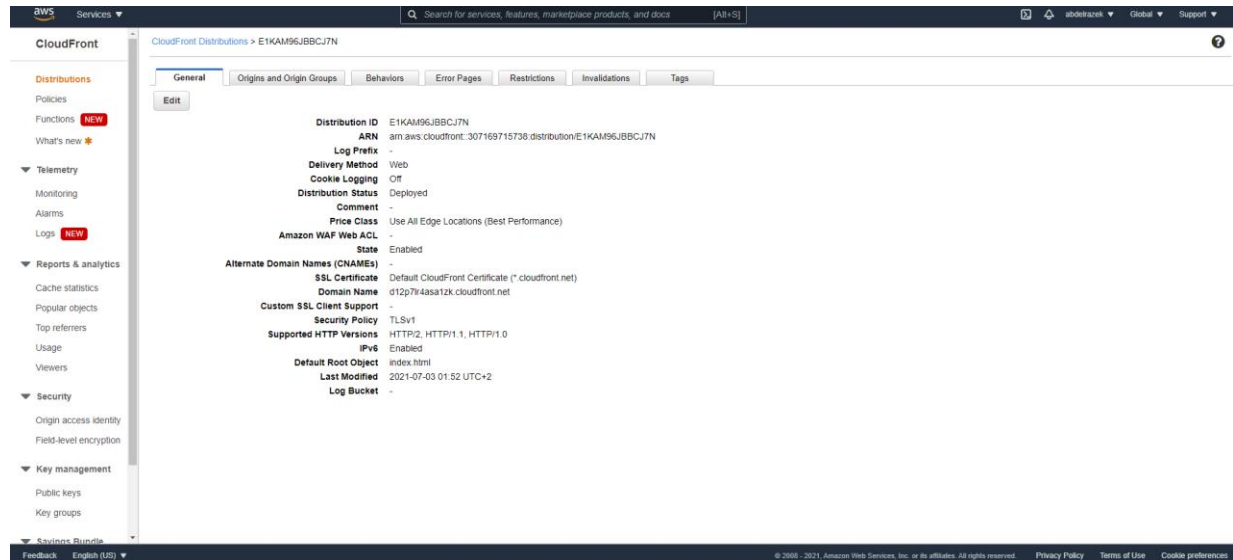 aws Services Search for services, features, marketplace products, and docs [Alt+S] abdelrazek Global Support
CloudFront
Distributions
Policies
Functions NEW
What's new
Telemetry
Monitoring
Alarms
Logs NEW
Reports & analytics
Cache statistics
Popular objects
Top referrers
Usage
Viewers
Security
Origin access identity
Field-level encryption
Key management
Public keys
Key groups
Savings Bundle
CloudFront Distributions > E1KAM96JBBCJ7N
General Origins and Origin Groups Behaviors Error Pages Restrictions Invalidations Tags
Edit
Distribution ID E1KAM96JBBCJ7N
ARN arn:aws:cloudfront::307169715738:distribution/E1KAM96JBBCJ7N
Log Prefix -
Delivery Method Web
Cookie Logging Off
Distribution Status Deployed
Comment -
Price Class Use All Edge Locations (Best Performance)
Amazon WAF Web ACL -
State Enabled
Alternate Domain Names (CNAMEs) -
SSL Certificate Default CloudFront Certificate (*.cloudfront.net)
Domain Name d12p7lr4asa1zk.cloudfront.net
Custom SSL Client Support -
Security Policy TLSv1
Supported HTTP Versions HTTP/2, HTTP/1.1, HTTP/1.0
IPv6 Enabled
Default Root Object index.html
Last Modified 2021-07-03 01:52 UTC+2
Log Bucket -
Feedback English (US) © 2008 - 2021, Amazon Web Services, Inc. or its affiliates. All rights reserved. Privacy Policy Terms of Use Cookie preferences